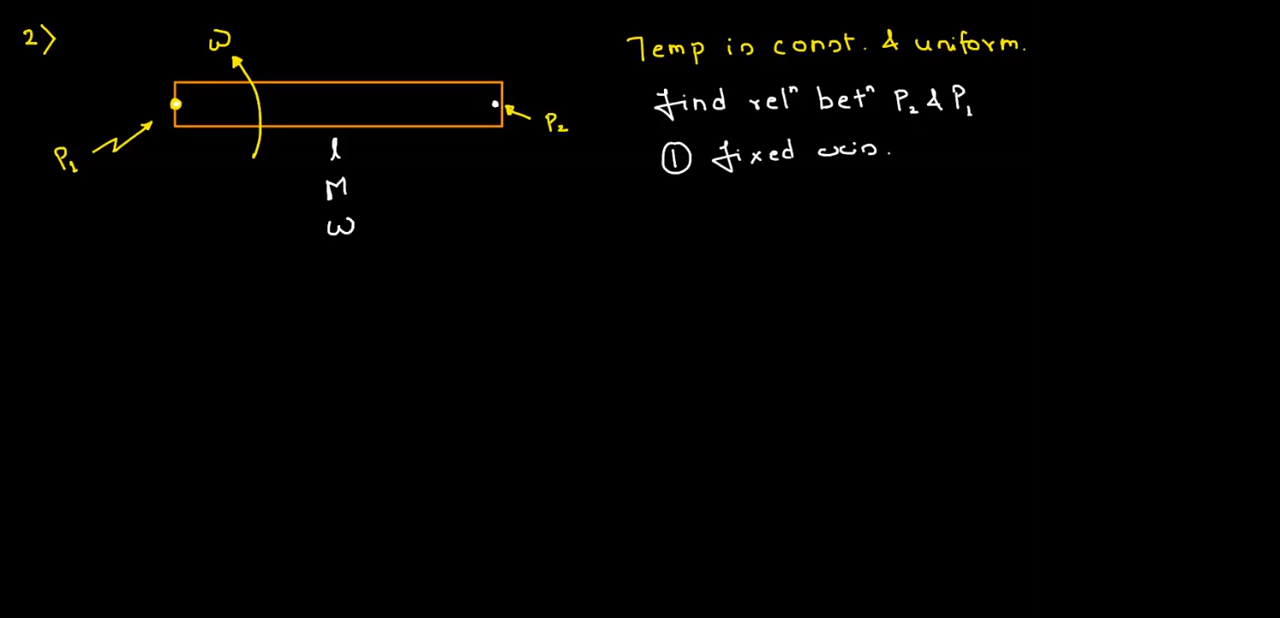 2)
ω
P₁
P₂
l
M
ω
Temp is const. & uniform.
find relⁿ betⁿ P₂ & P₁
① fixed axis.